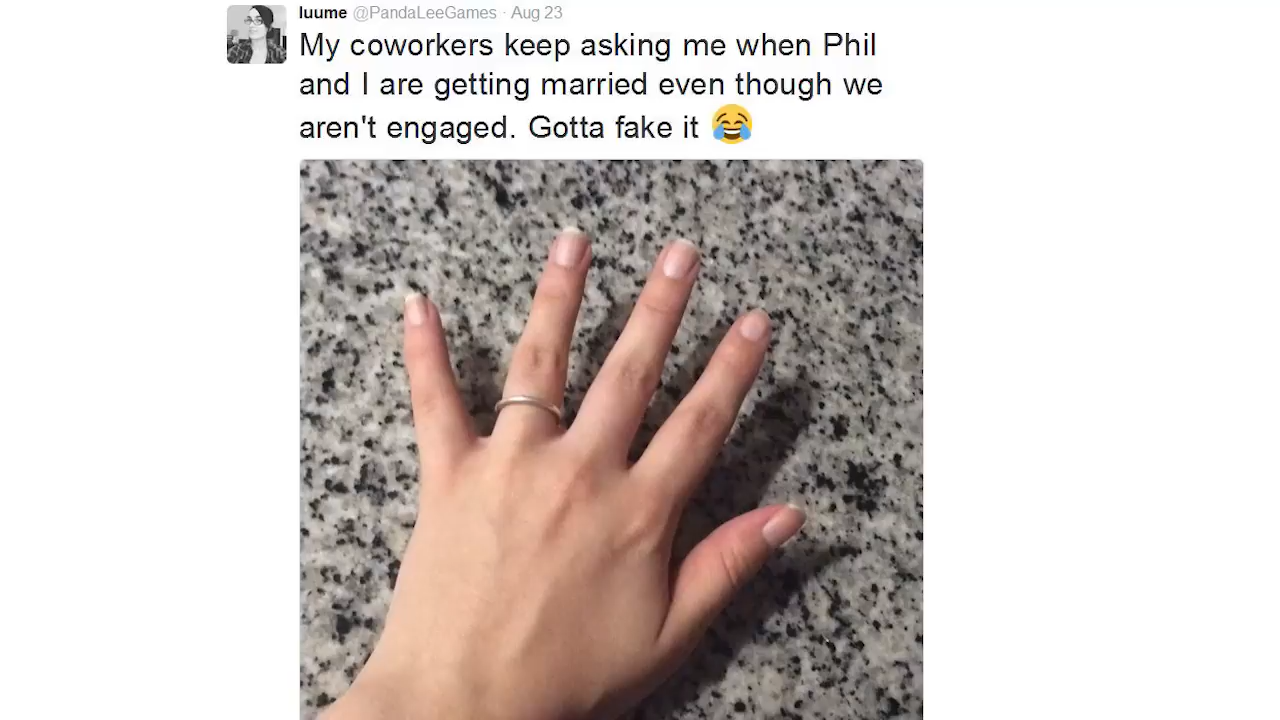 luume @PandaLeeGames · Aug 23
My coworkers keep asking me when Phil
and I are getting married even though we
aren't engaged. Gotta fake it 😂